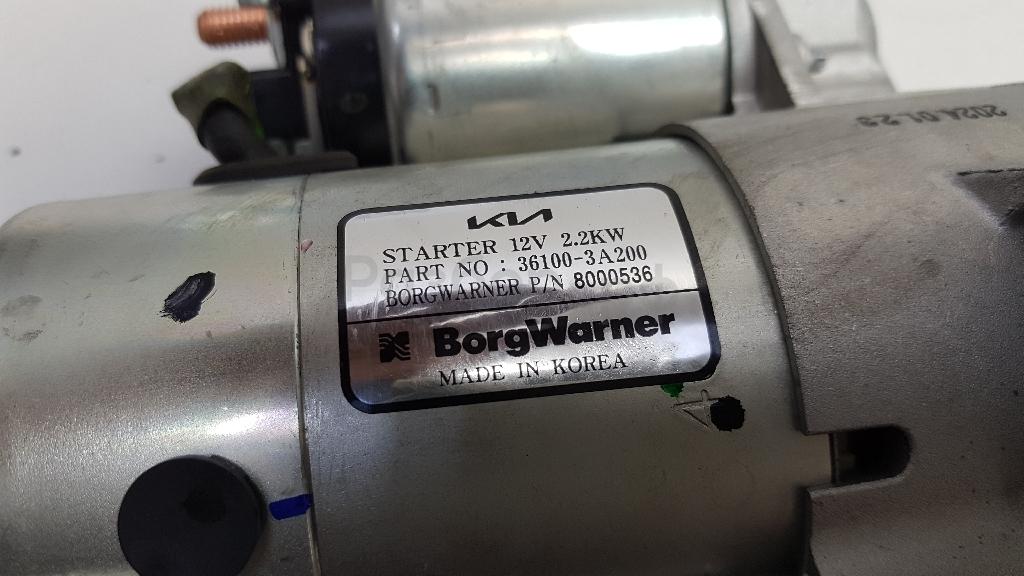 2024.01.23
KIA
STARTER 12V 2.2KW
PART NO : 36100-3A200
BORGWARNER P/N 8000536
BorgWarner
MADE IN KOREA